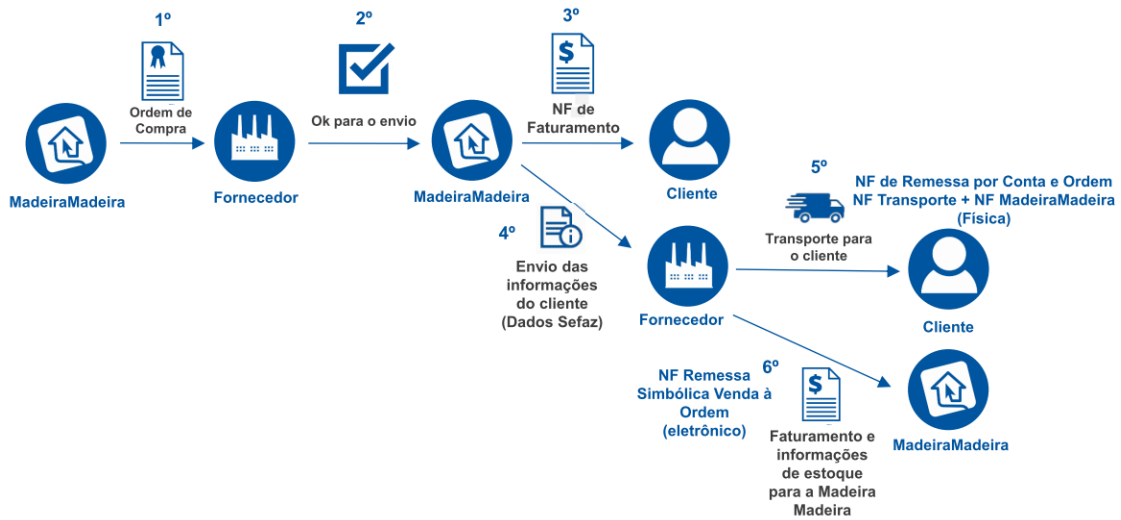 1º
2º
3º
Ordem de
Compra
Ok para o envio
$
NF de
Faturamento
MadeiraMadeira
Fornecedor
MadeiraMadeira
Cliente
4º
Envio das
informações
do cliente
(Dados Sefaz)
Fornecedor
5º
Transporte para
o cliente
NF de Remessa por Conta e Ordem
NF Transporte + NF MadeiraMadeira
(Física)
Cliente
6º
NF Remessa
Simbólica Venda à
Ordem
(eletrônico)
$
Faturamento e
informações
de estoque
para a Madeira
Madeira
MadeiraMadeira